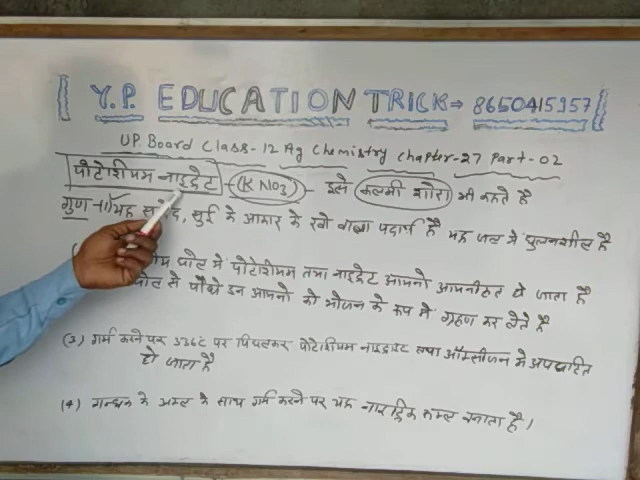 Y.P. EDUCATION TRICK→ 8650415957
UP. Board Class-12 Ag Chemistry Chapter-27 Part-02
पोटेशियम नाइट्रेट -(KNO3)- इसे कलमी शोरा भी कहते है
गुण -(1) यह सफेद, सुई के आकार के रवो वाला पदार्थ है यह जल मे घुलनशील है
घोल में पोटेशियम तथा नाइट्रेट आयनो आयनीकृत हो जाता है
घोल से पौधे इन आयनो को भोजन के रूप में ग्रहण कर लेते है
(3) गर्म करने पर 336C पर पिघलकर पोटेशियम नाइट्राइट तथा ऑक्सीजन मे अपघटित
हो जाता है
(4) गन्धक के अम्ल के साथ गर्म करने पर यह नाइट्रिक अम्ल बनाता है।